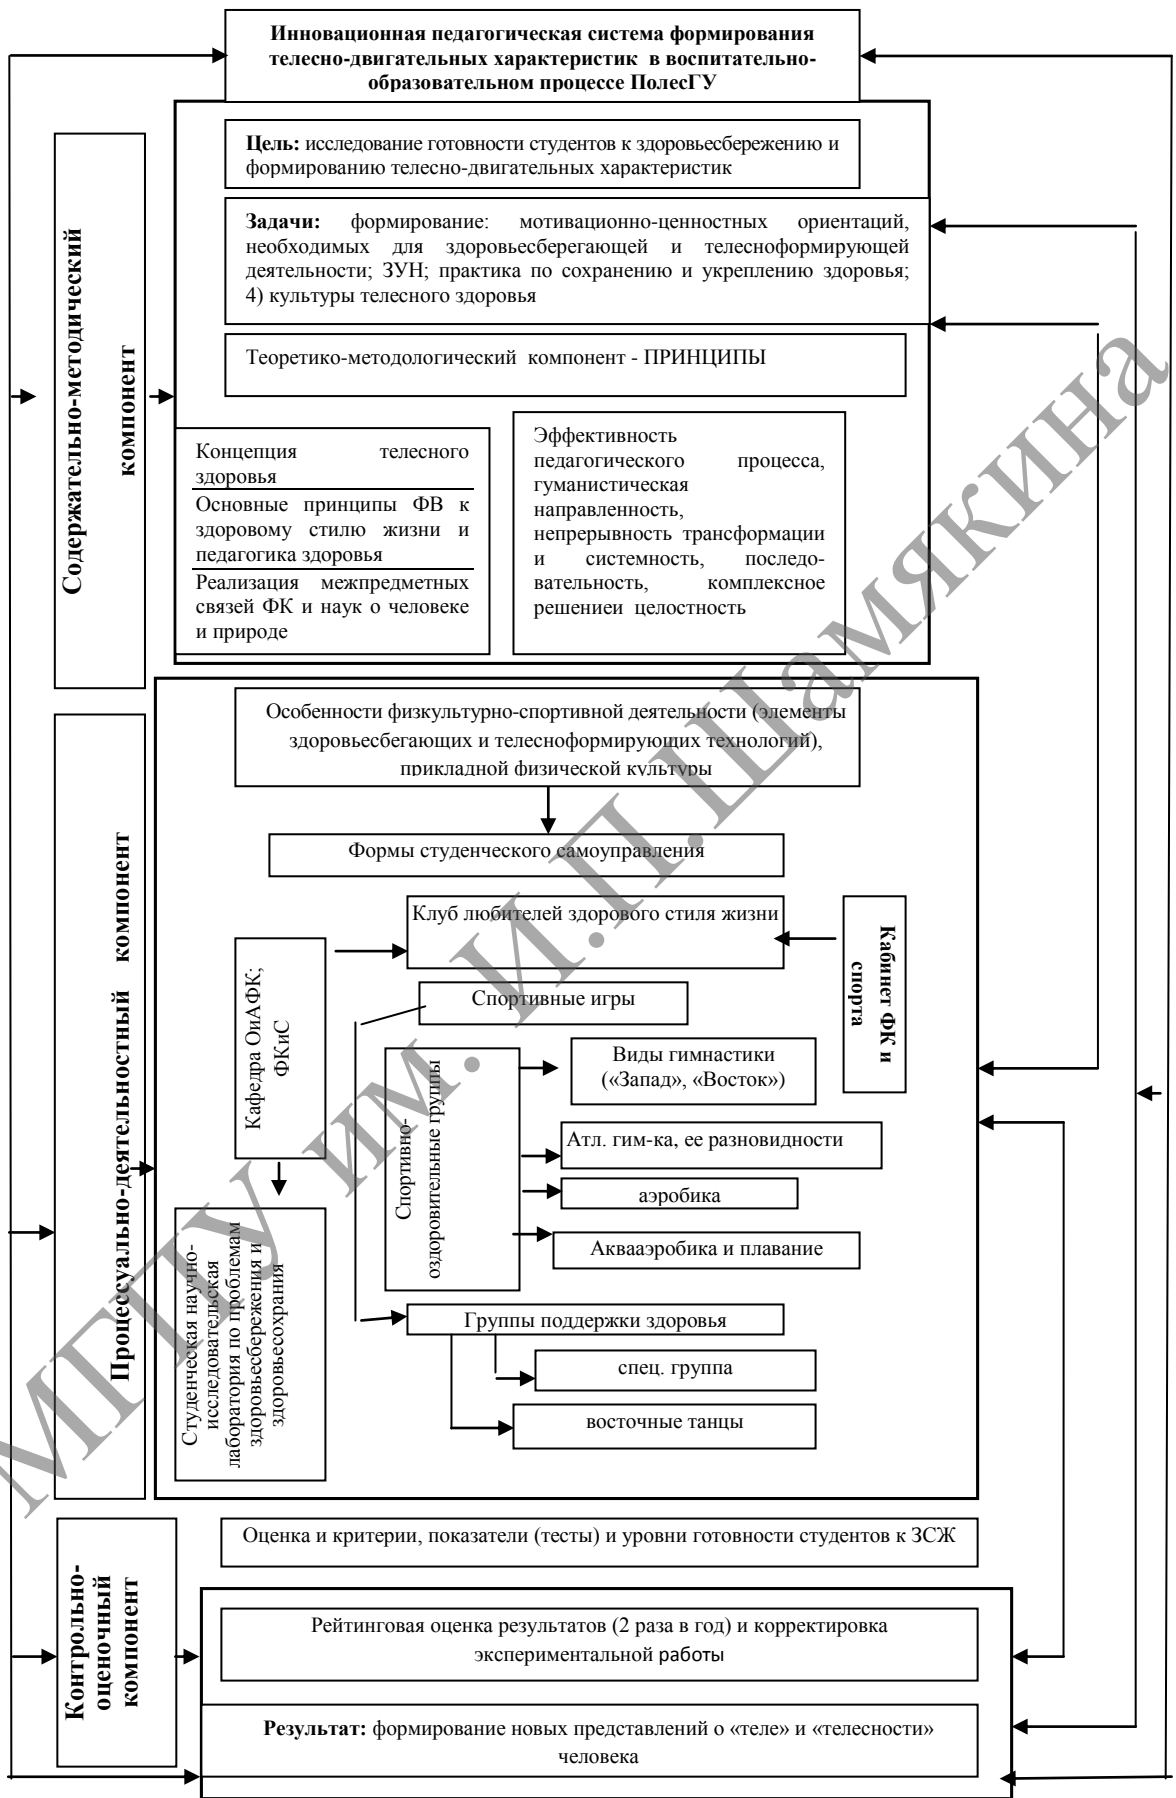 Инновационная педагогическая система формирования
телесно-двигательных характеристик в воспитательно-
образовательном процессе ПолесГУ
Цель: исследование готовности студентов к здоровьесбережению и
формированию телесно-двигательных характеристик
Задачи: формирование: мотивационно-ценностных ориентаций,
необходимых для здоровьесберегающей и телесноформирующей
деятельности; ЗУН; практика по сохранению и укреплению здоровья;
4) культуры телесного здоровья
Теоретико-методологический компонент - ПРИНЦИПЫ
Содержательно-методический
компонент
Концепция телесного
здоровья
Основные принципы ФВ к
здоровому стилю жизни и
педагогика здоровья
Реализация межпредметных
связей ФК и наук о человеке
и природе
Эффективность
педагогического процесса,
гуманистическая
направленность,
непрерывность трансформации
и системность, последо-
вательность, комплексное
решениеи целостность
Процессуально-деятельностный компонент
Особенности физкультурно-спортивной деятельности (элементы
здоровьесбегающих и телесноформирующих технологий),
прикладной физической культуры
Формы студенческого самоуправления
Клуб любителей здорового стиля жизни
Кабинет ФК и
спорта
Кафедра ОиАФК;
ФКиС
Спортивные игры
Спортивно-
оздоровительные группы
Виды гимнастики
(«Запад», «Восток»)
Атл. гим-ка, ее разновидности
аэробика
Аквааэробика и плавание
Студенческая научно-
исследовательская
лаборатория по проблемам
здоровьесбережения и
здоровьесохрания
Группы поддержки здоровья
спец. группа
восточные танцы
Контрольно-
оценочный
компонент
Оценка и критерии, показатели (тесты) и уровни готовности студентов к ЗСЖ
Рейтинговая оценка результатов (2 раза в год) и корректировка
экспериментальной работы
Результат: формирование новых представлений о «теле» и «телесности»
человека
МГПУ им. И.П.Шамякина